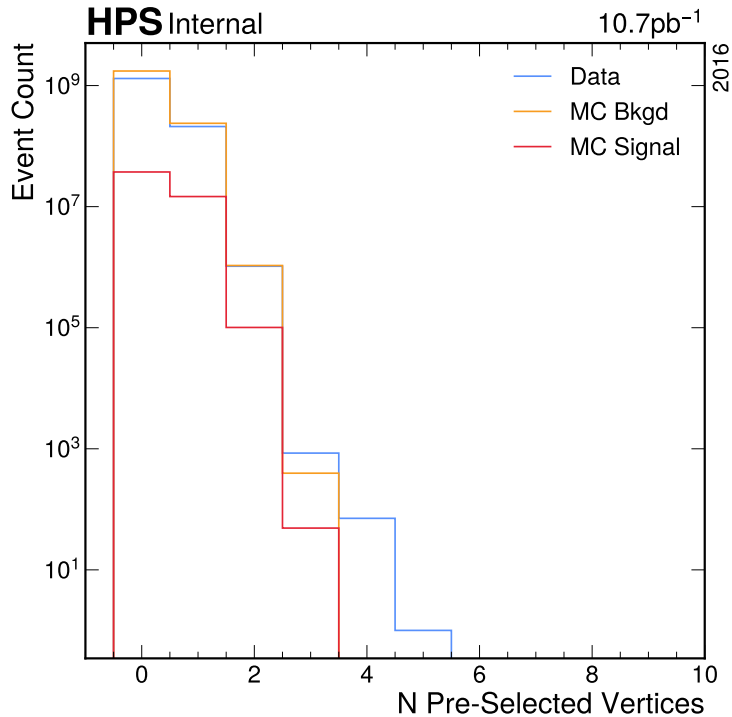 HPS Internal 10.7pb⁻¹
2016
Event Count
10⁹
10⁷
10⁵
10³
10¹
Data
MC Bkgd
MC Signal
0 2 4 6 8 10
N Pre-Selected Vertices